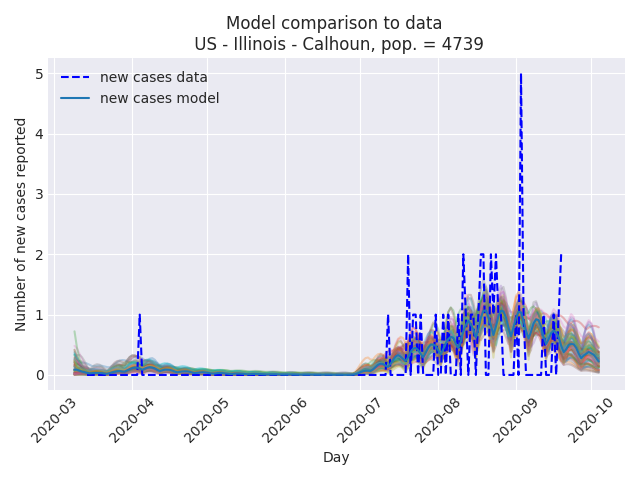 Model comparison to data
US - Illinois - Calhoun, pop. = 4739
new cases data
new cases model
Number of new cases reported
5
4
3
2
1
0
2020-03
2020-04
2020-05
2020-06
2020-07
2020-08
2020-09
2020-10
Day